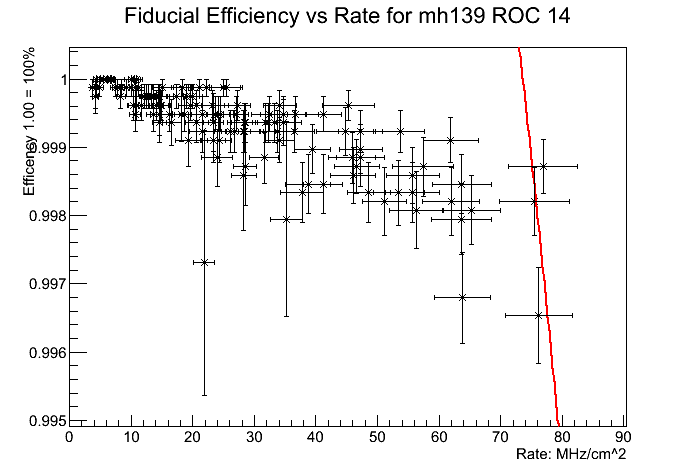 Fiducial Efficiency vs Rate for mh139 ROC 14
Efficency 1.00 = 100%
1
0.999
0.998
0.997
0.996
0.995
0 10 20 30 40 50 60 70 80 90
Rate: MHz/cm^2